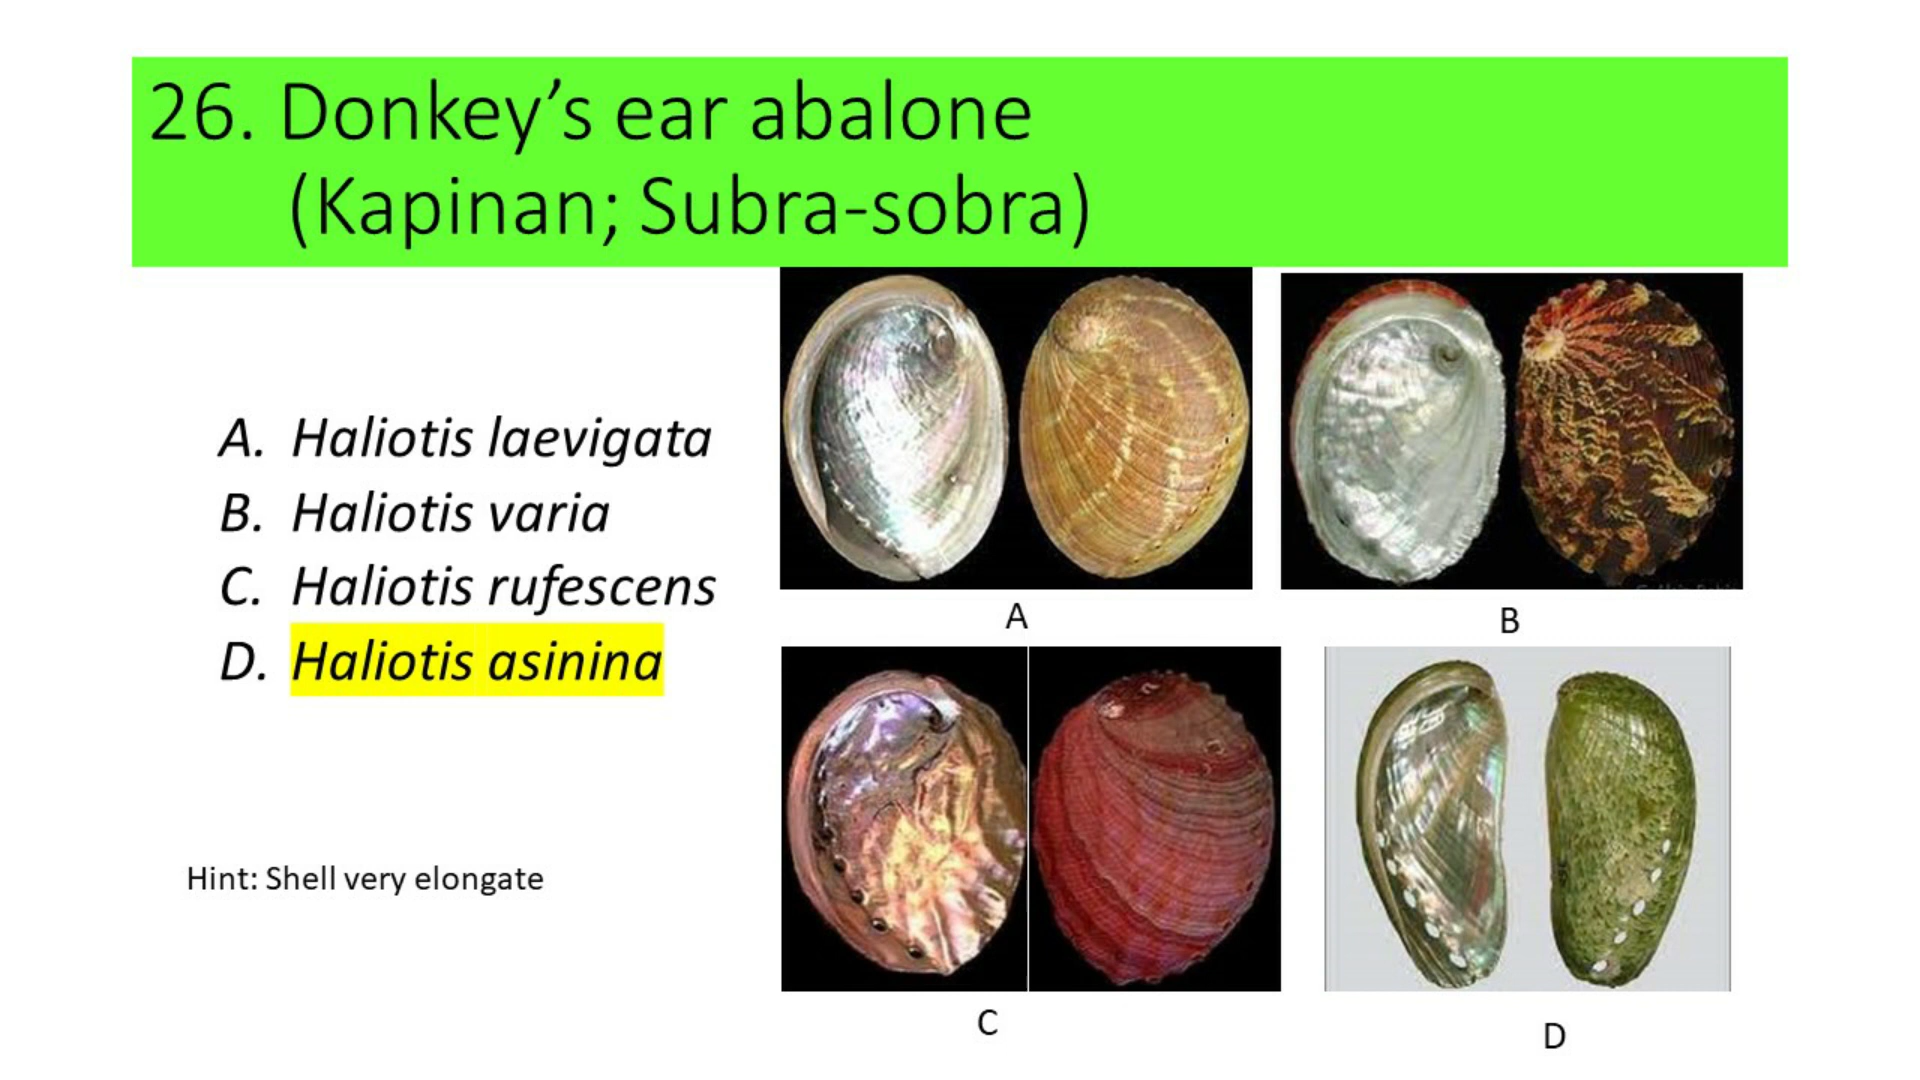 26. Donkey’s ear abalone
(Kapinan; Subra-sobra)
A. Haliotis laevigata
B. Haliotis varia
C. Haliotis rufescens
D. Haliotis asinina
Hint: Shell very elongate
A
B
C
D